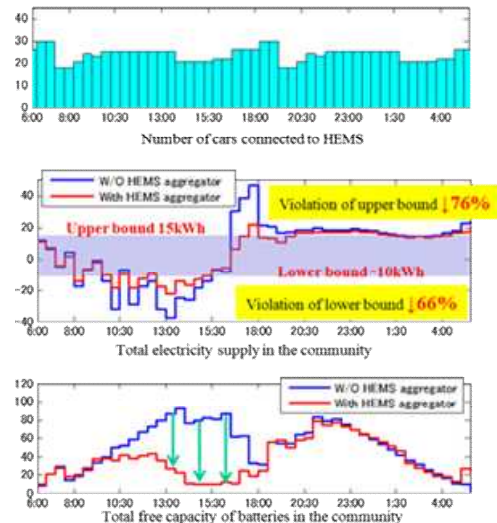 40
30
20
10
0
6:00 8:00 10:30 13:00 15:30 18:00 20:30 23:00 1:30 4:00
Number of cars connected to HEMS
W/O HEMS aggregator
With HEMS aggregator
Violation of upper bound ↓76%
Upper bound 15kWh
Lower bound -10kWh
Violation of lower bound ↓66%
40
20
0
-20
-40
6:00 8:00 10:30 13:00 15:30 18:00 20:30 23:00 1:30 4:00
Total electricity supply in the community
W/O HEMS aggregator
With HEMS aggregator
120
100
80
60
40
20
0
6:00 8:00 10:30 13:00 15:30 18:00 20:30 23:00 1:30 4:00
Total free capacity of batteries in the community